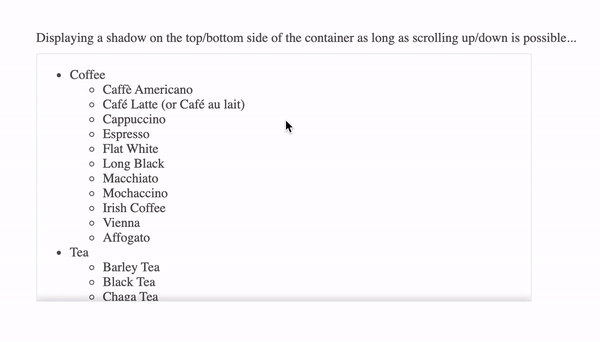 Displaying a shadow on the top/bottom side of the container as long as scrolling up/down is possible...
Coffee
Caffè Americano
Café Latte (or Café au lait)
Cappuccino
Espresso
Flat White
Long Black
Macchiato
Mochaccino
Irish Coffee
Vienna
Affogato
Tea
Barley Tea
Black Tea
Chaga Tea